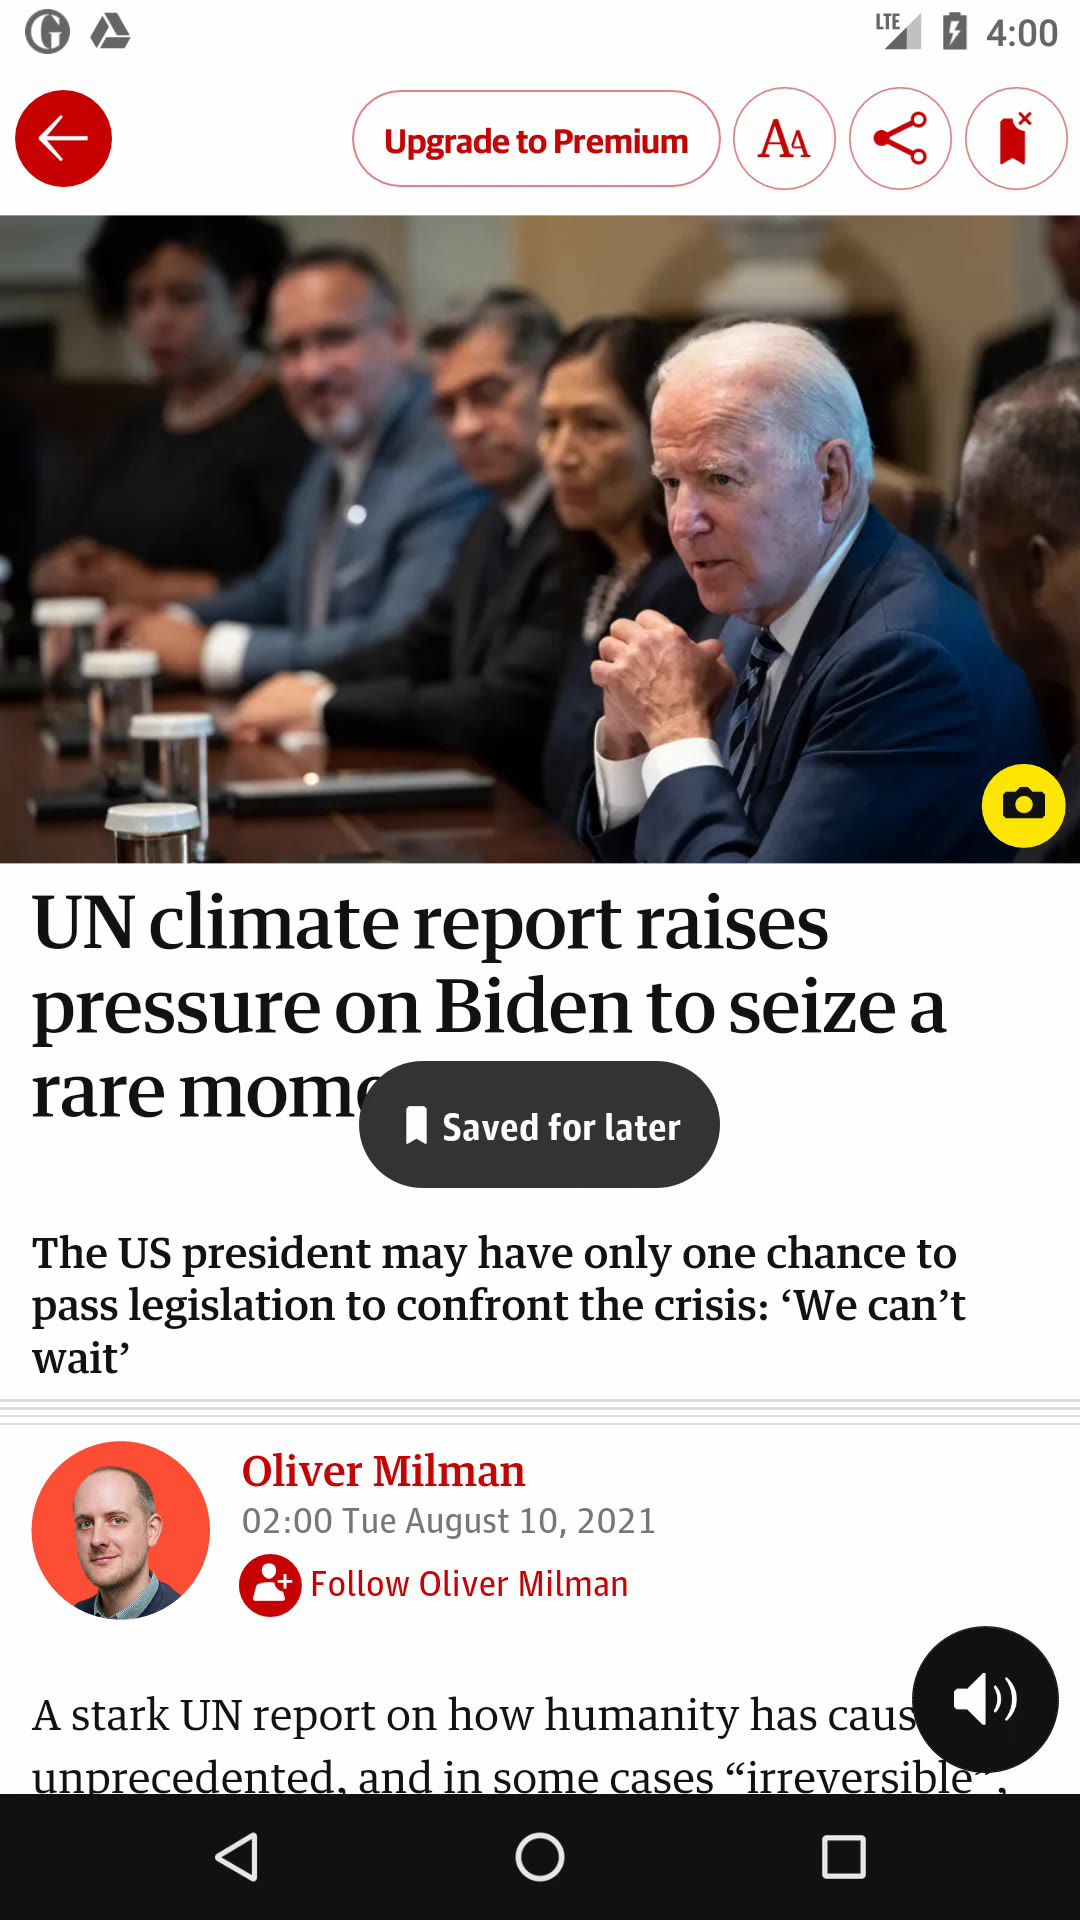 LTE 4:00
Upgrade to Premium AA
UN climate report raises
pressure on Biden to seize a
rare mom
Saved for later
The US president may have only one chance to
pass legislation to confront the crisis: ‘We can’t
wait’
Oliver Milman
02:00 Tue August 10, 2021
Follow Oliver Milman
A stark UN report on how humanity has caus
unprecedented, and in some cases “irreversible”,